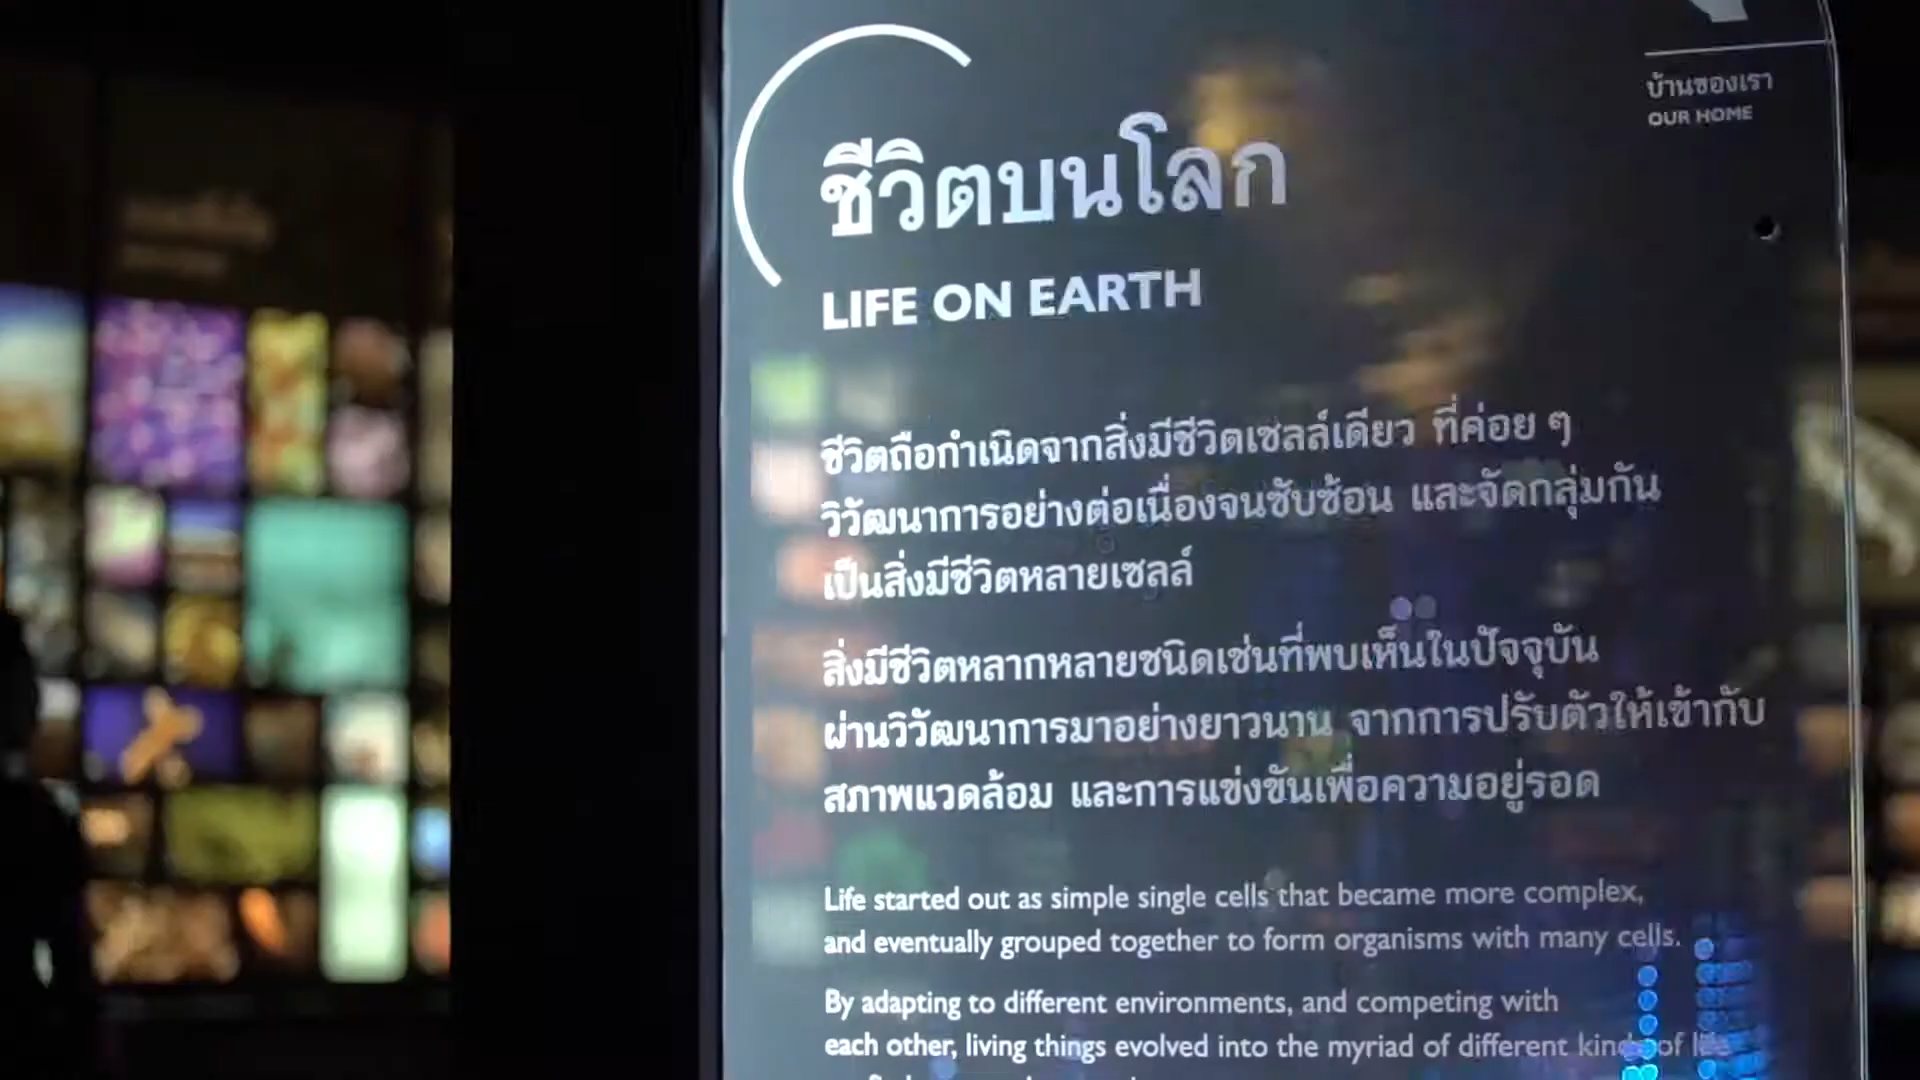 บ้านของเรา
OUR HOME
ชีวิตบนโลก
LIFE ON EARTH
ชีวิตถือกำเนิดจากสิ่งมีชีวิตเซลล์เดียว ที่ค่อย ๆ
วิวัฒนาการอย่างต่อเนื่องจนซับซ้อน และจัดกลุ่มกัน
เป็นสิ่งมีชีวิตหลายเซลล์
สิ่งมีชีวิตหลากหลายชนิดเช่นที่พบเห็นในปัจจุบัน
ผ่านวิวัฒนาการมาอย่างยาวนาน จากการปรับตัวให้เข้ากับ
สภาพแวดล้อม และการแข่งขันเพื่อความอยู่รอด
Life started out as simple single cells that became more complex,
and eventually grouped together to form organisms with many cells.
By adapting to different environments, and competing with
each other, living things evolved into the myriad of different kinds of life